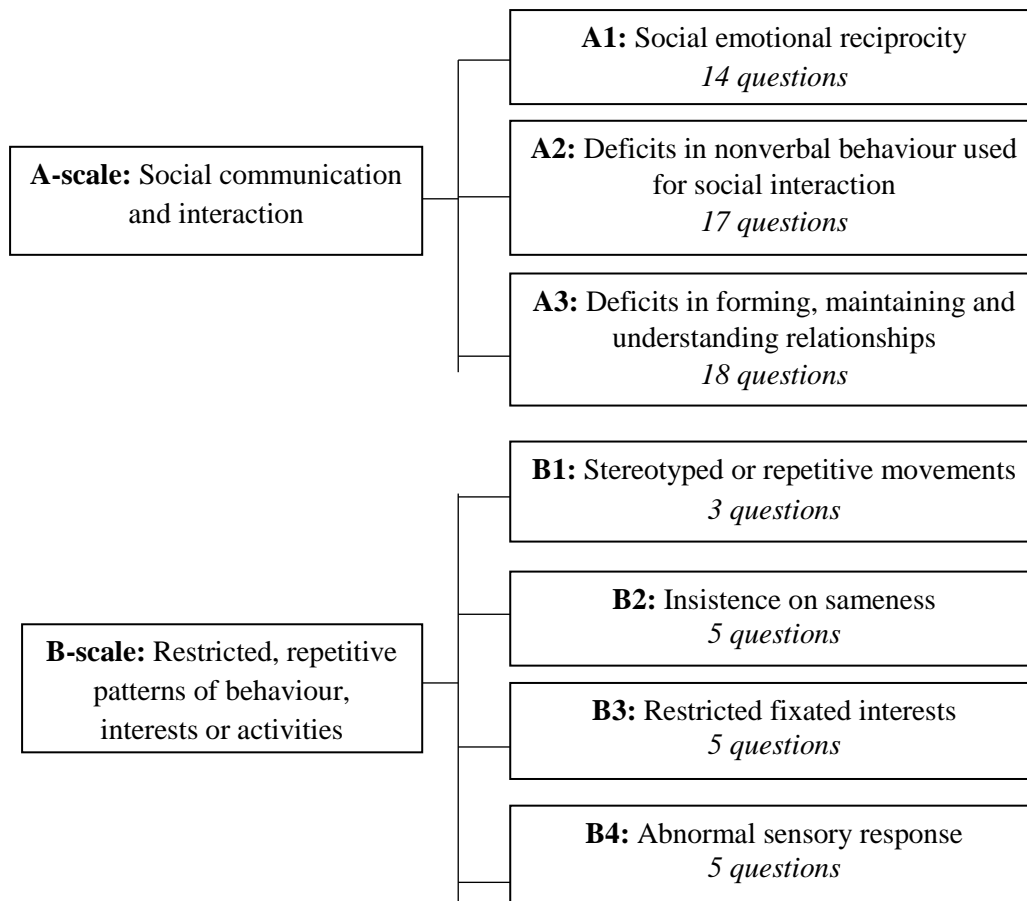 A1: Social emotional reciprocity
14 questions
A-scale: Social communication
and interaction
A2: Deficits in nonverbal behaviour used
for social interaction
17 questions
A3: Deficits in forming, maintaining and
understanding relationships
18 questions
B1: Stereotyped or repetitive movements
3 questions
B2: Insistence on sameness
5 questions
B-scale: Restricted, repetitive
patterns of behaviour,
interests or activities
B3: Restricted fixated interests
5 questions
B4: Abnormal sensory response
5 questions